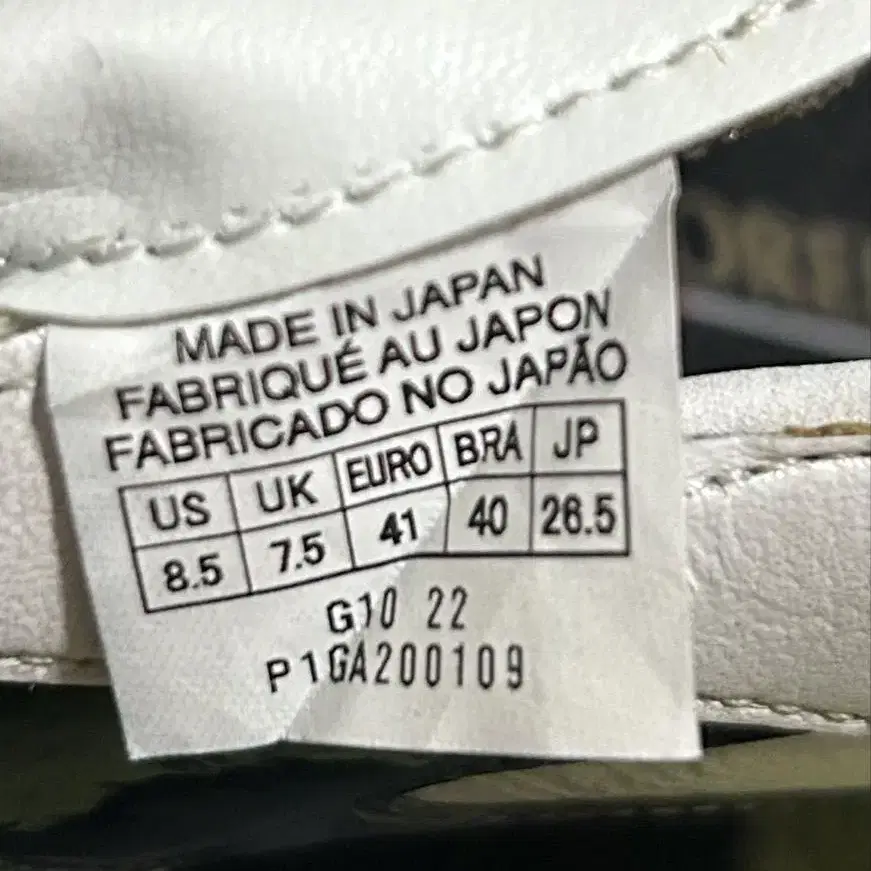 MADE IN JAPAN
FABRIQUÉ AU JAPON
FABRICADO NO JAPÃO
US UK EURO BRA JP
8.5 7.5 41 40 26.5
G10 22
P1GA200109